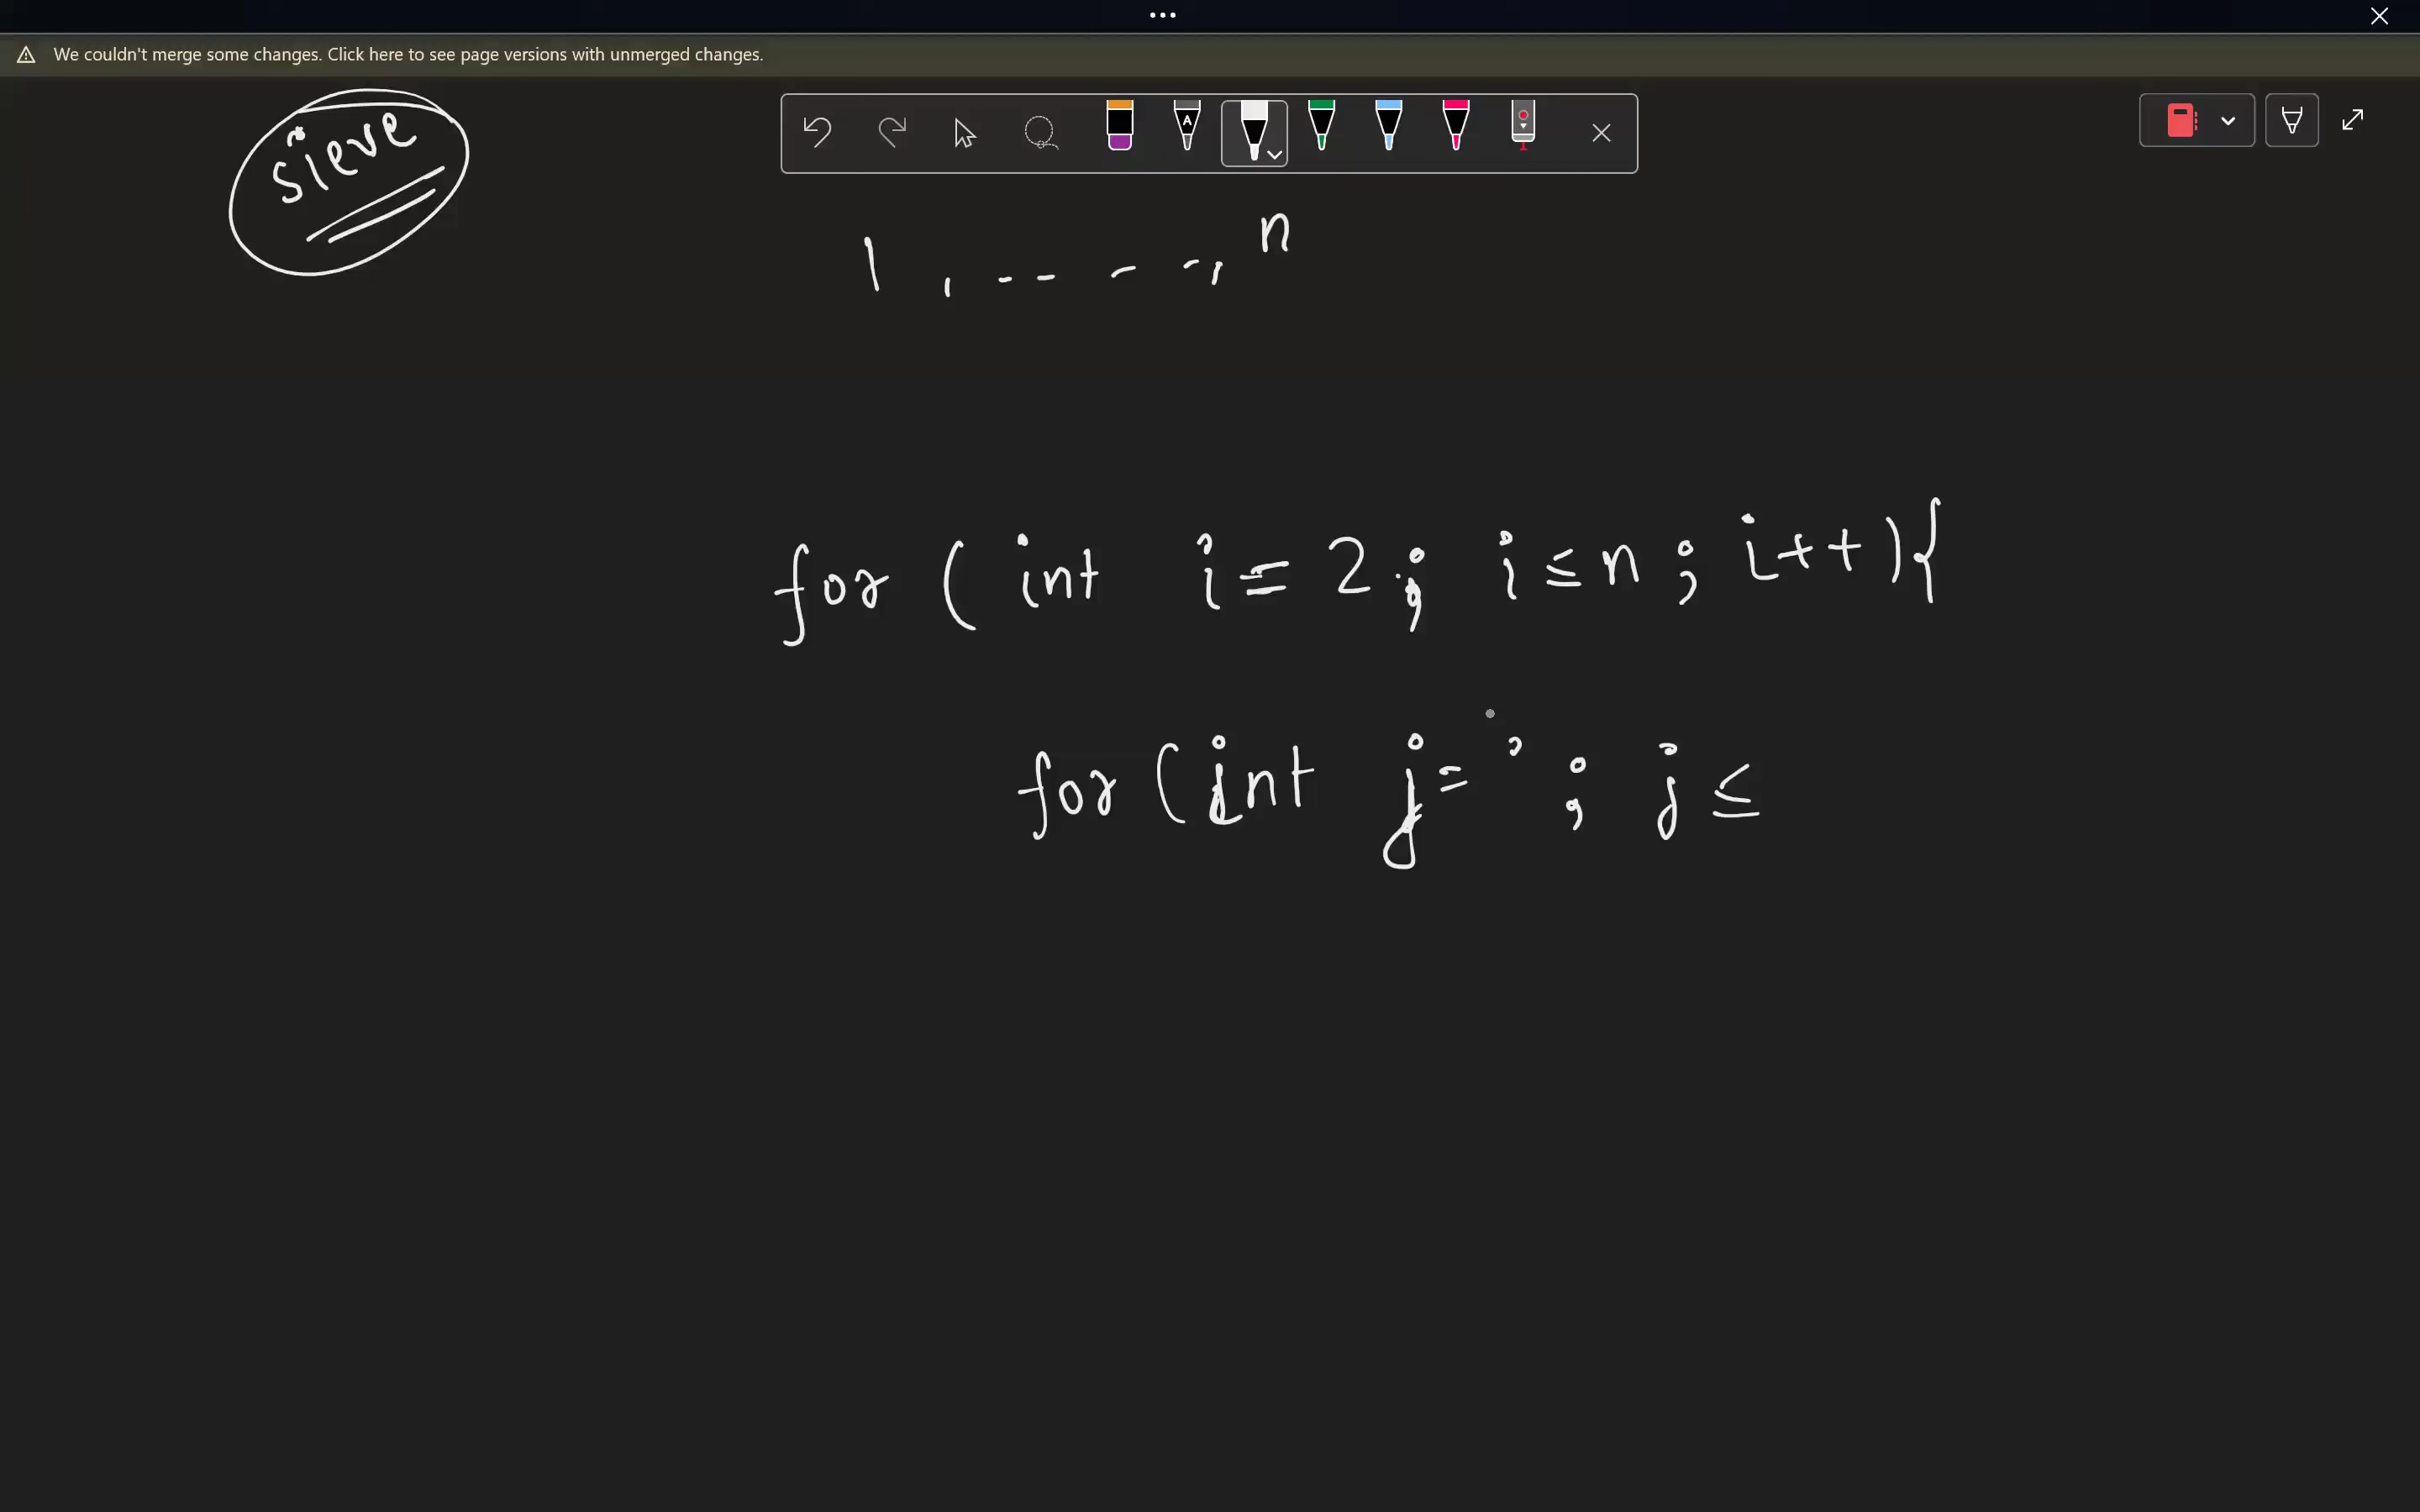 We couldn't merge some changes. Click here to see page versions with unmerged changes.
A
sieve
1 , - - - - , n
for ( int i = 2 ; i ≤ n ; i++ ) {
for ( int j = ; j ≤